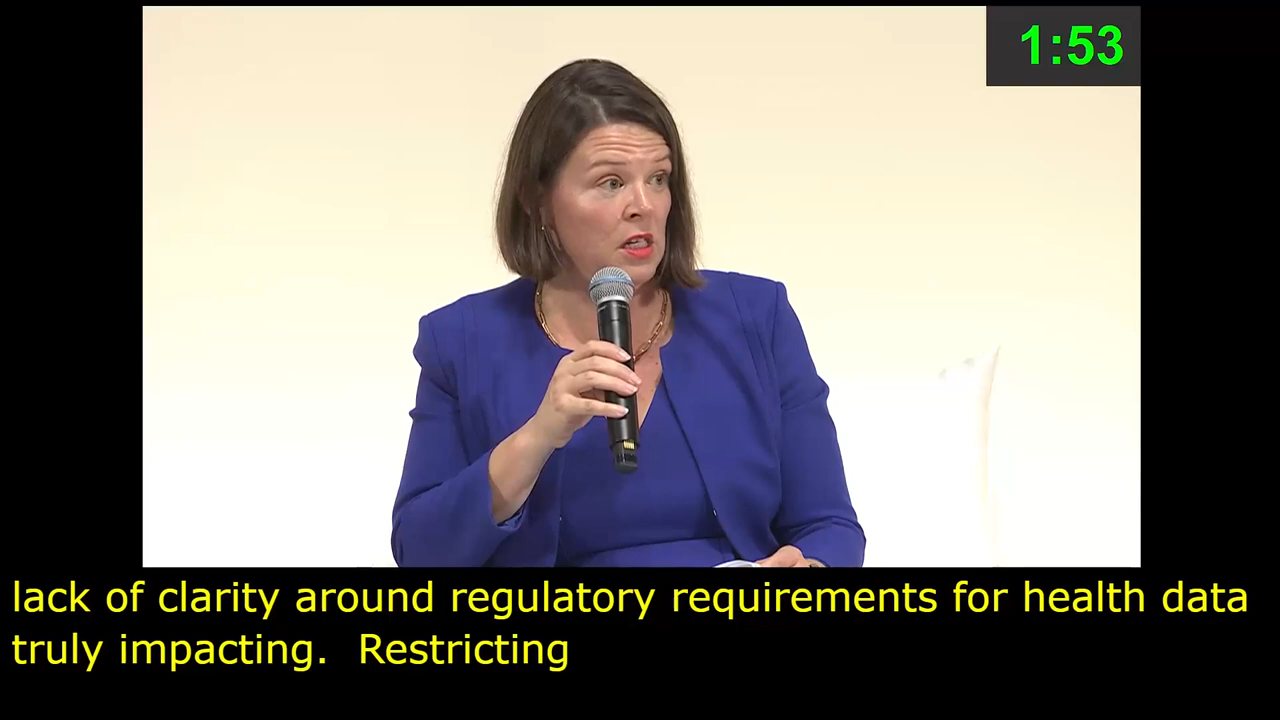 1:53
lack of clarity around regulatory requirements for health data
truly impacting.  Restricting